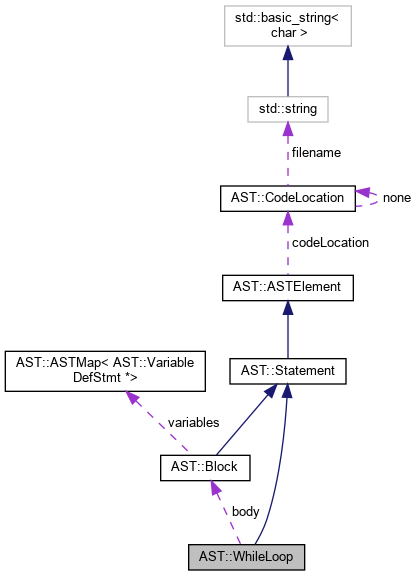 std::basic_string<
char >
std::string
filename
AST::CodeLocation
none
codeLocation
AST::ASTElement
AST::ASTMap< AST::Variable
DefStmt *>
AST::Statement
variables
AST::Block
body
AST::WhileLoop